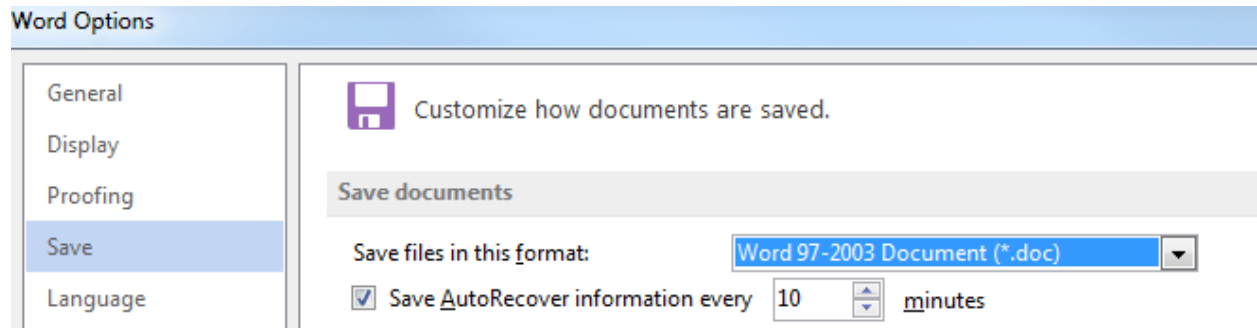 Word Options
General
Display
Proofing
Save
Language
Customize how documents are saved.
Save documents
Save files in this format: Word 97-2003 Document (*.doc)
Save AutoRecover information every 10 minutes